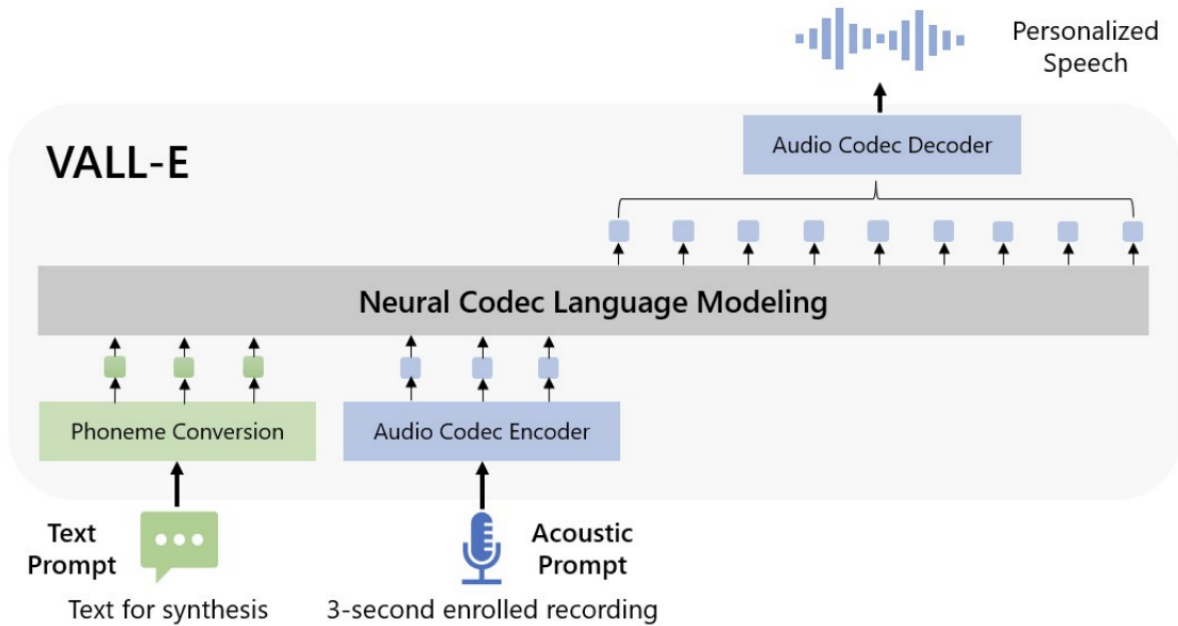 Personalized
Speech
Audio Codec Decoder
VALL-E
Neural Codec Language Modeling
Phoneme Conversion
Audio Codec Encoder
Text
Prompt
Acoustic
Prompt
Text for synthesis
3-second enrolled recording